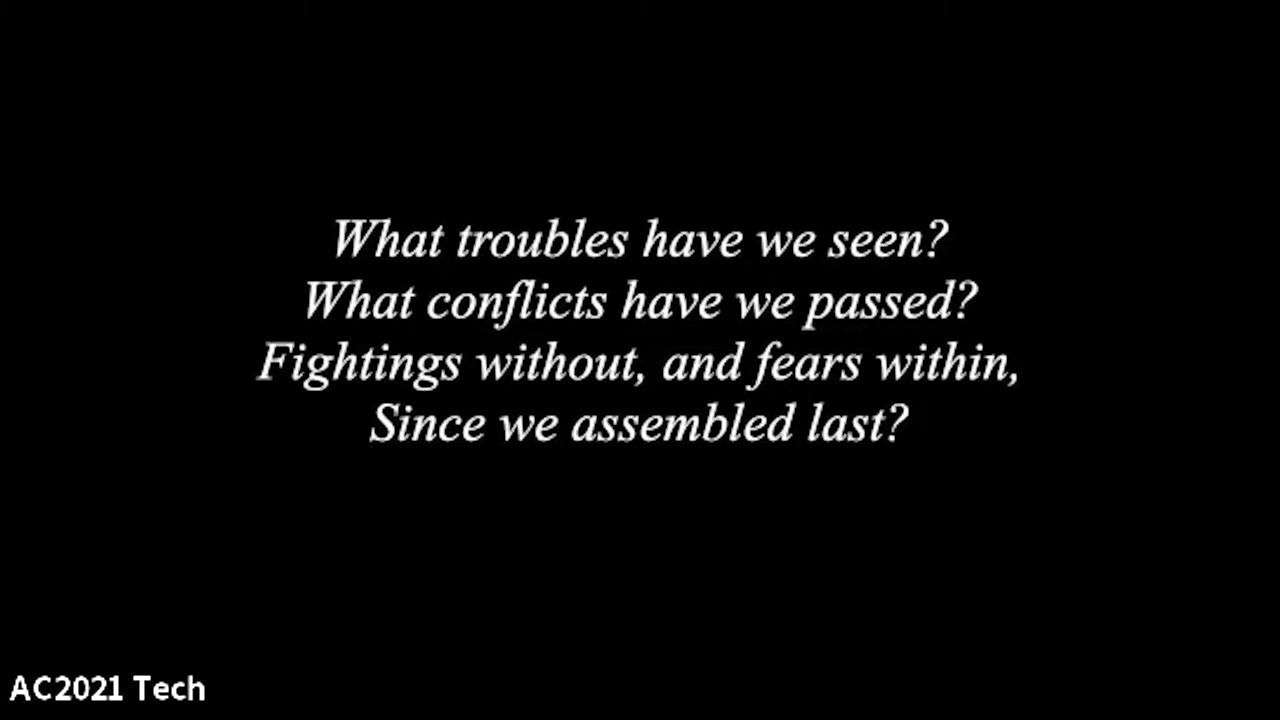 What troubles have we seen?
What conflicts have we passed?
Fightings without, and fears within,
Since we assembled last?
AC2021 Tech